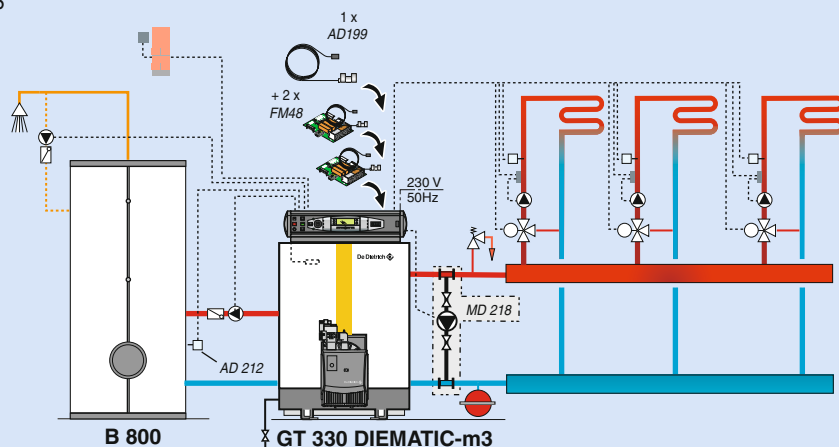 1 x
AD199
+ 2 x
FM48
230 V
50Hz
De Dietrich
MD 218
AD 212
B 800
GT 330 DIEMATIC-m3